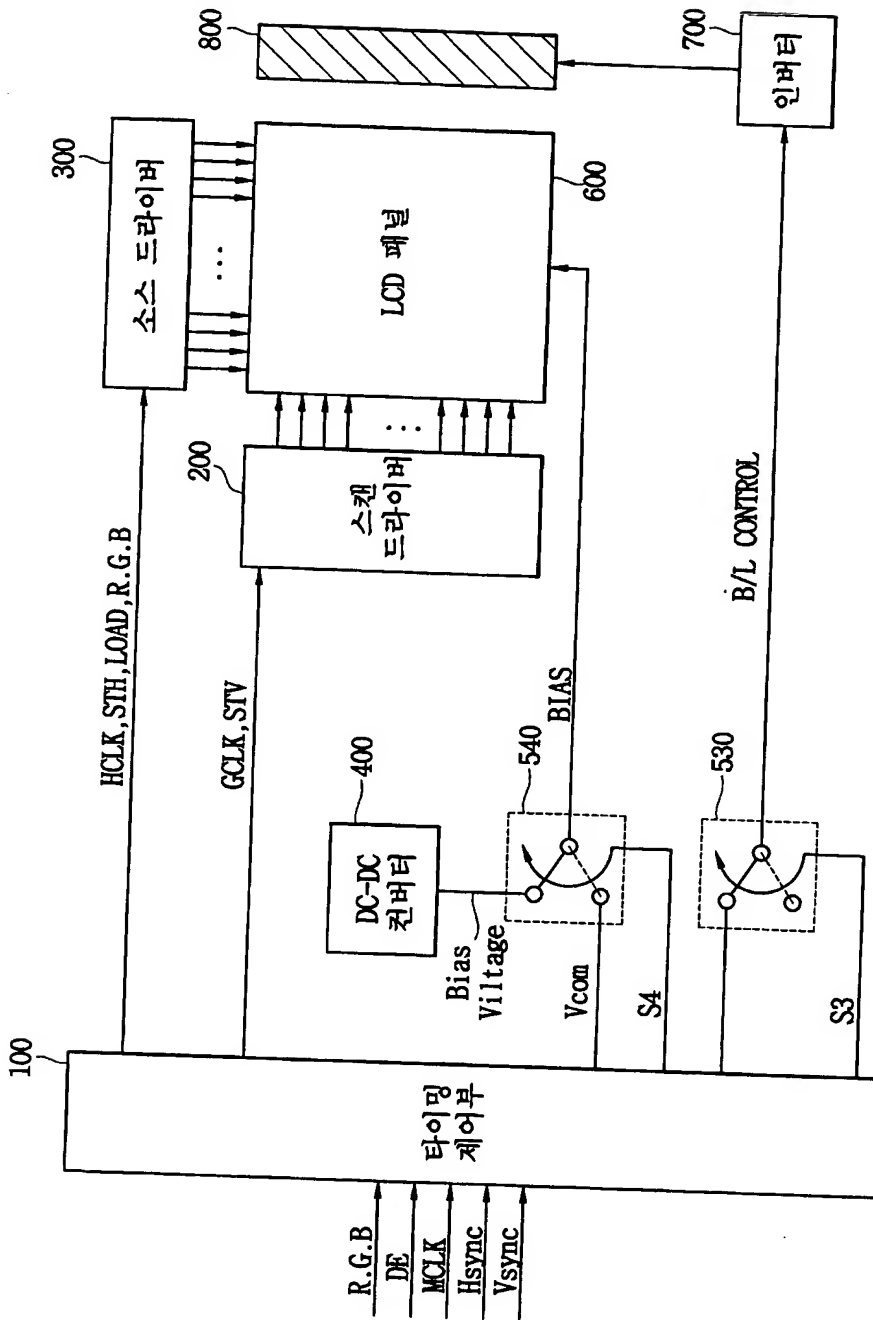 800
700
인버터
300
소스 드라이버
600
LCD 패널
200
스캔
드라이버
HCLK,STH,LOAD,R.G.B
GCLK,STV
B/L CONTROL
BIAS
400
DC-DC
컨버터
540
530
Bias
Viltage
Vcom
S4
S3
100
타이밍
제어부
R.G.B
DE
MCLK
Hsync
Vsync
...
...